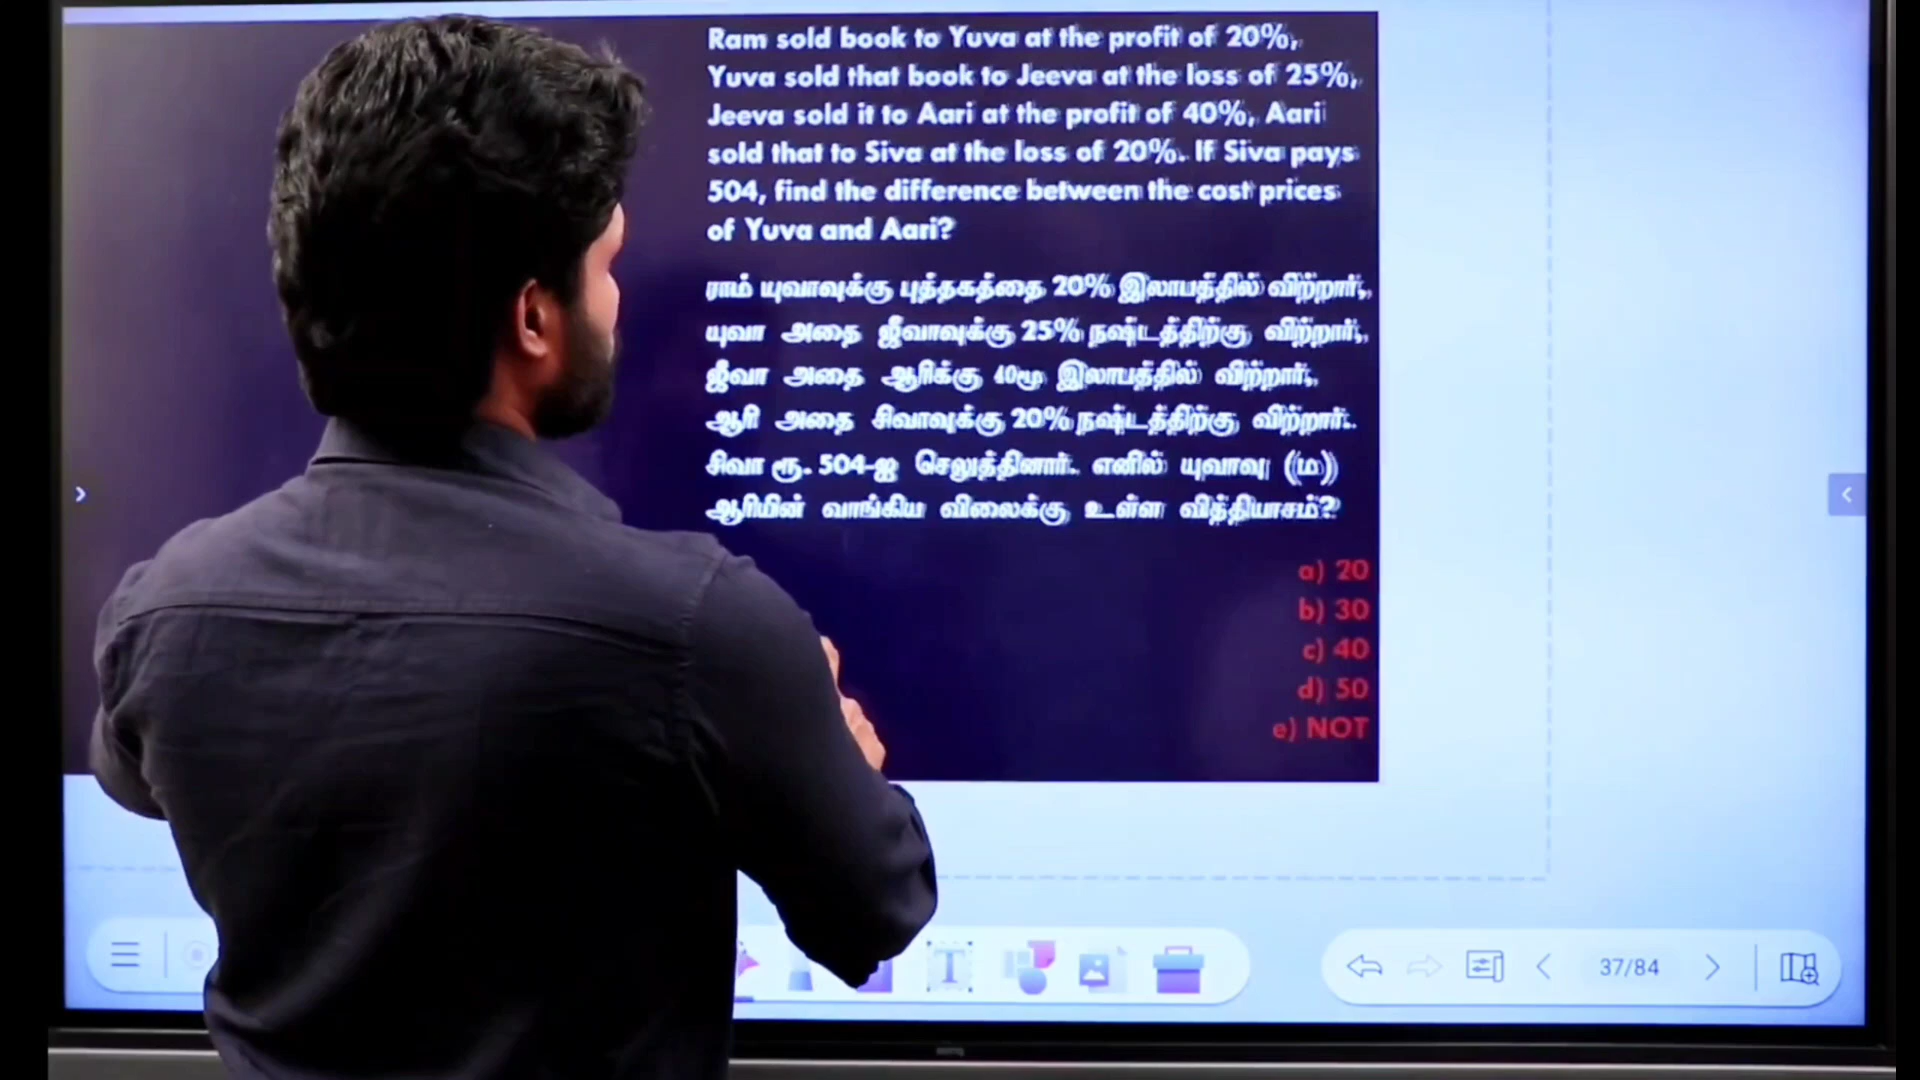 Ram sold book to Yuva at the profit of 20%,
Yuva sold that book to Jeeva at the loss of 25%,
Jeeva sold it to Aari at the profit of 40%, Aari
sold that to Siva at the loss of 20%. If Siva pays
504, find the difference between the cost prices
of Yuva and Aari?
ராம் யுவாவுக்கு புத்தகத்தை 20% இலாபத்தில் விற்றார்,
யுவா அதை ஜீவாவுக்கு 25% நஷ்டத்திற்கு விற்றார்,
ஜீவா அதை ஆரிக்கு 40மூ இலாபத்தில் விற்றார்,
ஆரி அதை சிவாவுக்கு 20% நஷ்டத்திற்கு விற்றார்.
சிவா ரூ. 504-ஐ செலுத்தினார். எனில் யுவாவு (ம)
ஆரியின் வாங்கிய விலைக்கு உள்ள வித்தியாசம்?
a) 20
b) 30
c) 40
d) 50
e) NOT
T
37/84